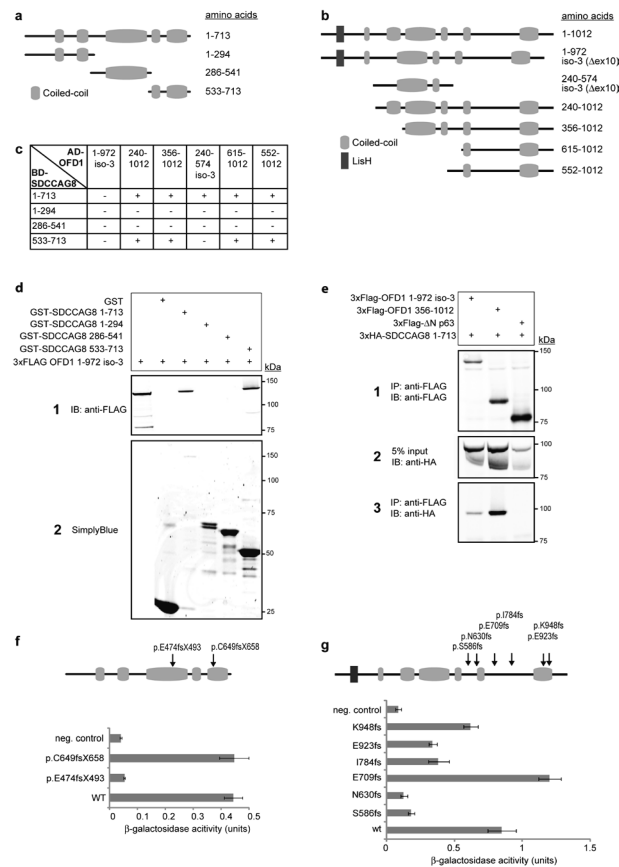 a
amino acids
1-713
1-294
286-541
533-713
Coiled-coil
b
amino acids
1-1012
1-972
iso-3 (Δex10)
240-574
iso-3 (Δex10)
240-1012
356-1012
615-1012
552-1012
Coiled-coil
LisH
c
AD-OFD1
BD-SDCCAG8
1-972 iso-3
240-1012
356-1012
240-574 iso-3
615-1012
552-1012
1-713 - + + + + +
1-294 - - - - - -
286-541 - - - - - -
533-713 - + + - + +
d
GST +
GST-SDCCAG8 1-713 +
GST-SDCCAG8 1-294 +
GST-SDCCAG8 286-541 +
GST-SDCCAG8 533-713 +
3xFLAG OFD1 1-972 iso-3 + + + + + +
kDa
1 IB: anti-FLAG
150
100
75
2 SimplyBlue
150
100
75
50
25
e
3xFlag-OFD1 1-972 iso-3 +
3xFlag-OFD1 356-1012 +
3xFlag-ΔN p63 +
3xHA-SDCCAG8 1-713 + + +
kDa
1 IP: anti-FLAG
IB: anti-FLAG
150
100
75
2 5% input
IB: anti-HA
100
75
3 IP: anti-FLAG
IB: anti-HA
100
75
f
p.E474fsX493
p.C649fsX658
neg. control
p.C649fsX658
p.E474fsX493
WT
0 0.1 0.2 0.3 0.4 0.5
β-galactosidase acitivity (units)
g
p.I784fs
p.E709fs
p.N630fs
p.S586fs
p.K948fs
p.E923fs
neg. control
K948fs
E923fs
I784fs
E709fs
N630fs
S586fs
wt
0 0.5 1 1.5
β-galactosidase acitivity (units)